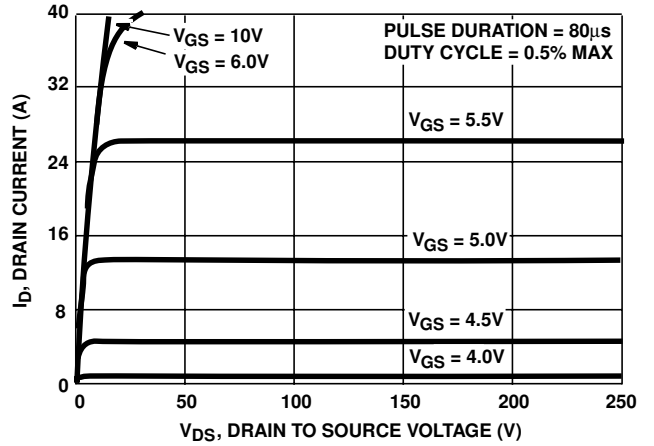 40
32
24
16
8
0
I_D, DRAIN CURRENT (A)
V_GS = 10V
V_GS = 6.0V
PULSE DURATION = 80µs
DUTY CYCLE = 0.5% MAX
V_GS = 5.5V
V_GS = 5.0V
V_GS = 4.5V
V_GS = 4.0V
0
50
100
150
200
250
V_DS, DRAIN TO SOURCE VOLTAGE (V)